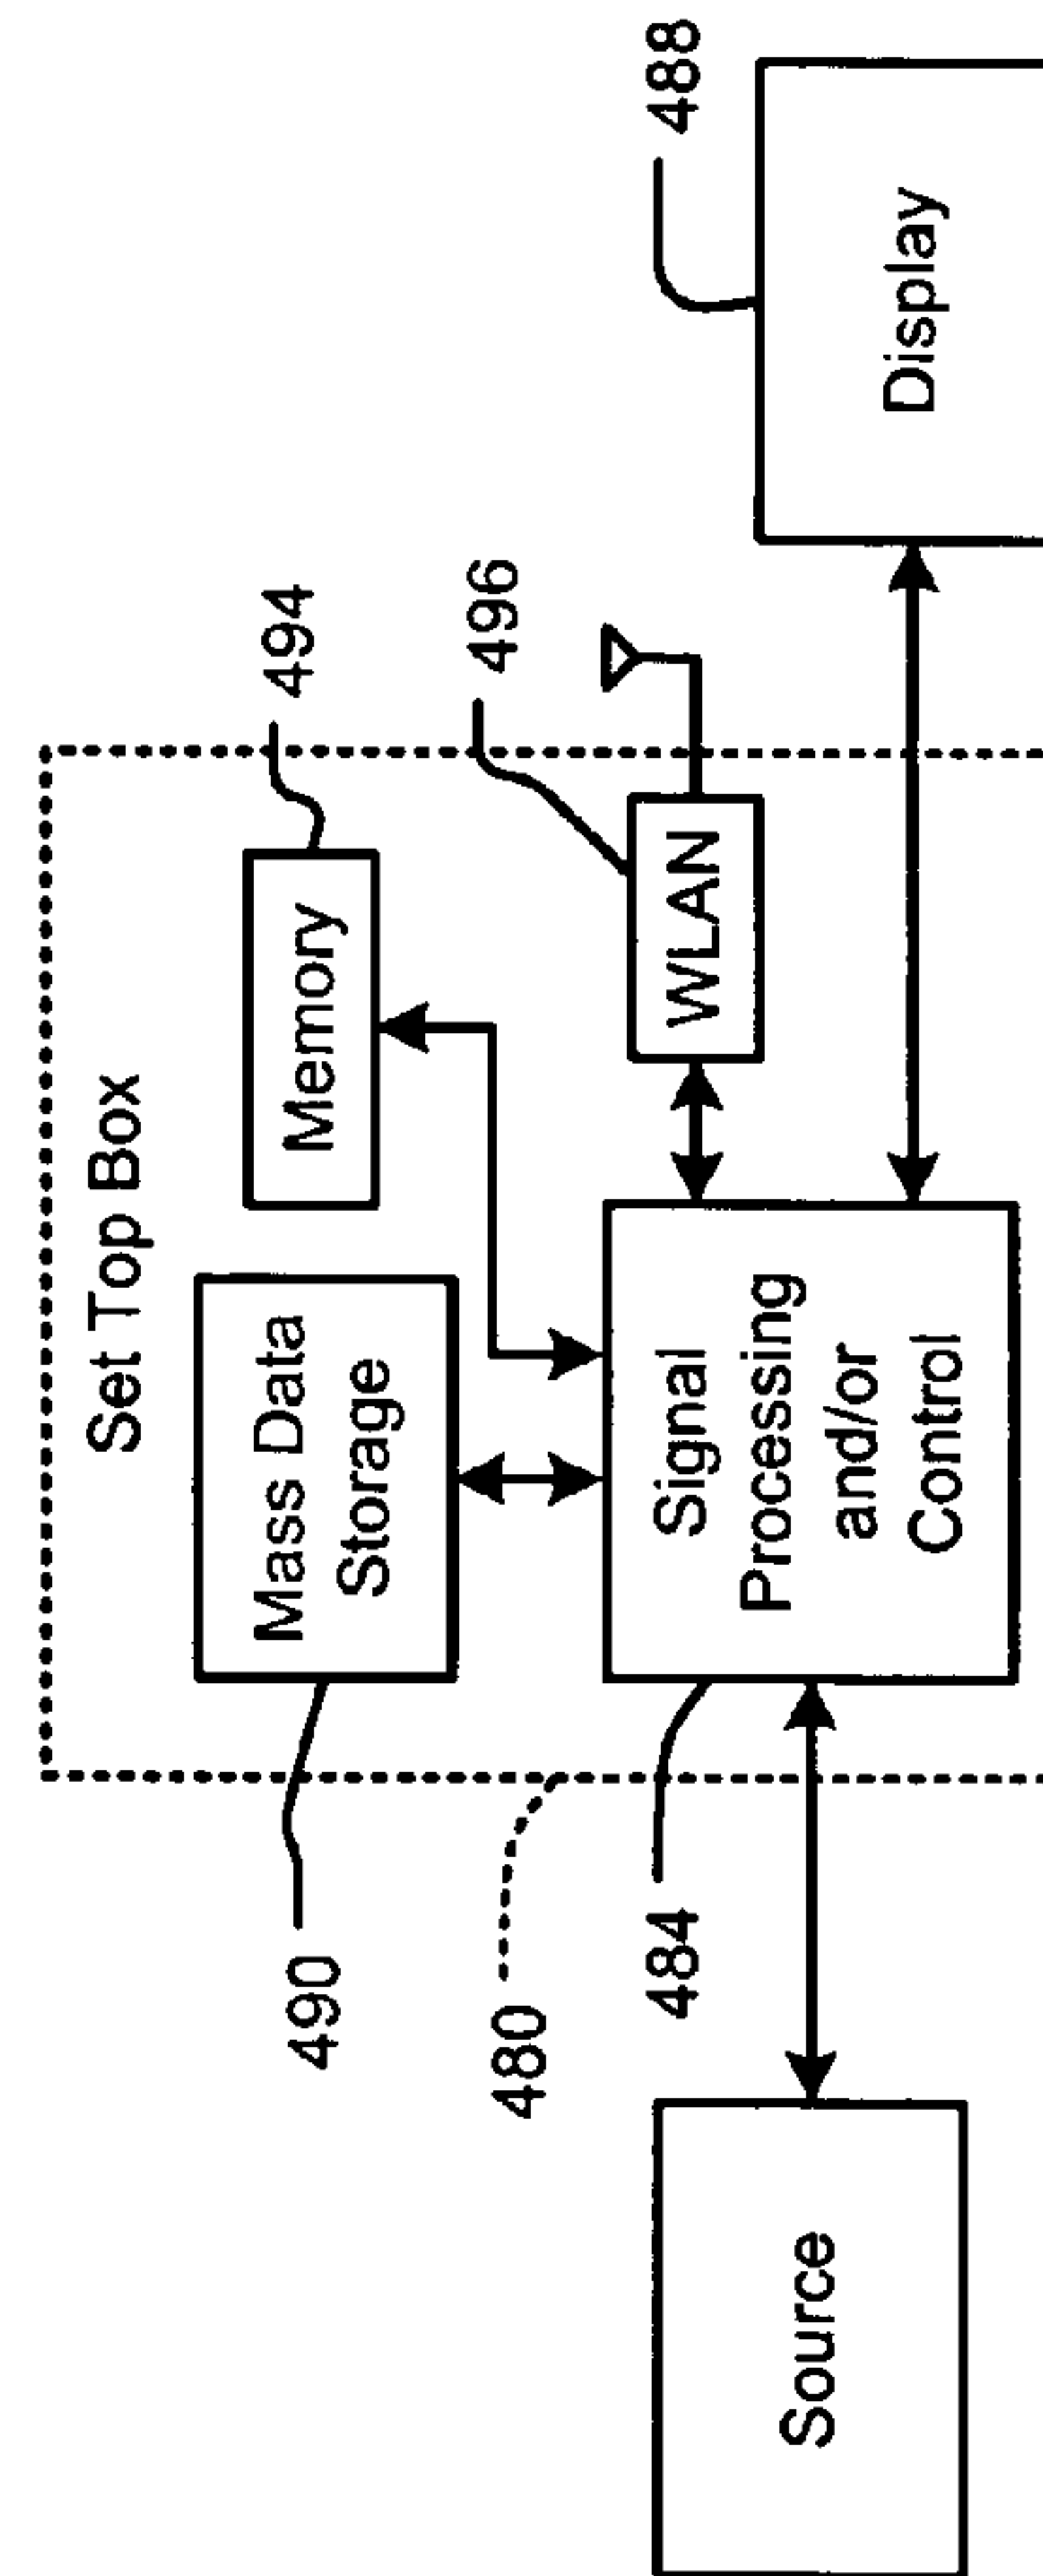 Set Top Box
490
Mass Data
Storage
Memory
494
480
496
WLAN
484
Signal
Processing
and/or
Control
488
Source
Display